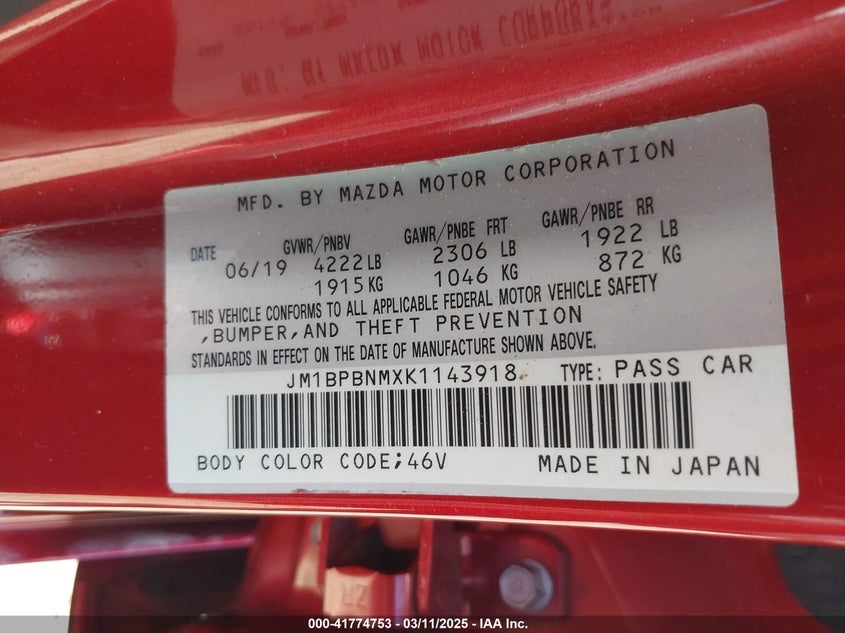 MFD. BY MAZDA MOTOR CORPORATION
DATE GVWR/PNBV GAWR/PNBE FRT GAWR/PNBE RR
06/19 4222 LB 2306 LB 1922 LB
1915 KG 1046 KG 872 KG
THIS VEHICLE CONFORMS TO ALL APPLICABLE FEDERAL MOTOR VEHICLE SAFETY
,BUMPER,AND THEFT PREVENTION
STANDARDS IN EFFECT ON THE DATE OF MANUFACTURE SHOWN ABOVE.
JM1BPBNMXK1143918 TYPE: PASS CAR
BODY COLOR CODE;46V MADE IN JAPAN
000-41774753 - 03/11/2025 - IAA Inc.